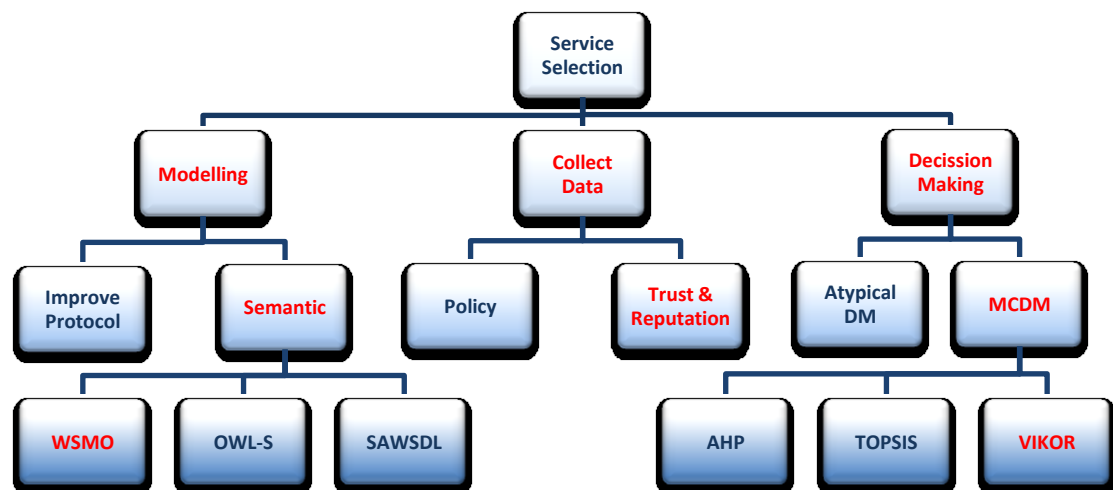 Service
Selection
Modelling
Collect
Data
Decission
Making
Improve
Protocol
Semantic
Policy
Trust &
Reputation
Atypical
DM
MCDM
WSMO
OWL-S
SAWSDL
AHP
TOPSIS
VIKOR